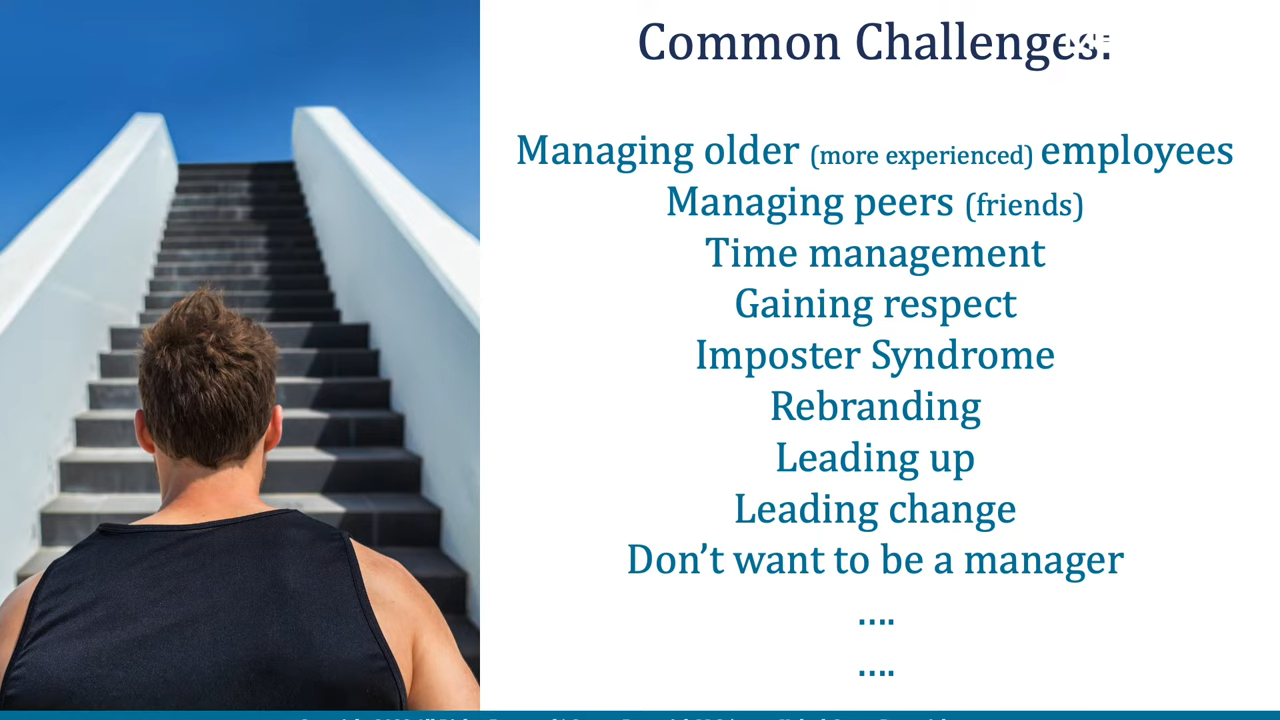 Common Challenges:
Managing older (more experienced) employees
Managing peers (friends)
Time management
Gaining respect
Imposter Syndrome
Rebranding
Leading up
Leading change
Don’t want to be a manager
....
....